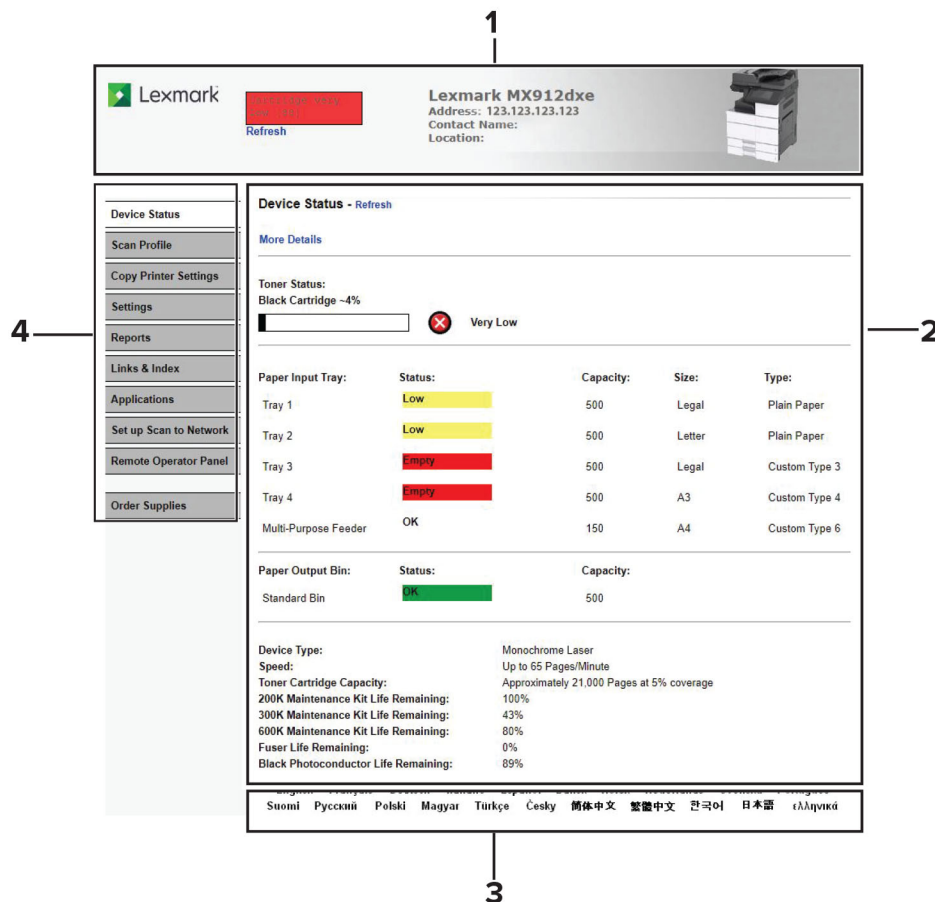 1
Lexmark
Refresh
Lexmark MX912dxe
Address: 123.123.123.123
Contact Name:
Location:
4
Device Status
Scan Profile
Copy Printer Settings
Settings
Reports
Links & Index
Applications
Set up Scan to Network
Remote Operator Panel
Order Supplies
2
Device Status - Refresh
More Details
Toner Status:
Black Cartridge ~4%
Very Low
Paper Input Tray: Status: Capacity: Size: Type:
Tray 1 Low 500 Legal Plain Paper
Tray 2 Low 500 Letter Plain Paper
Tray 3 Empty 500 Legal Custom Type 3
Tray 4 Empty 500 A3 Custom Type 4
Multi-Purpose Feeder OK 150 A4 Custom Type 6
Paper Output Bin: Status: Capacity:
Standard Bin OK 500
Device Type: Monochrome Laser
Speed: Up to 65 Pages/Minute
Toner Cartridge Capacity: Approximately 21,000 Pages at 5% coverage
200K Maintenance Kit Life Remaining: 100%
300K Maintenance Kit Life Remaining: 43%
600K Maintenance Kit Life Remaining: 80%
Fuser Life Remaining: 0%
Black Photoconductor Life Remaining: 89%
Suomi Русский Polski Magyar Türkçe Česky 简体中文 繁體中文 한국어 日本語 ελληνικά
3